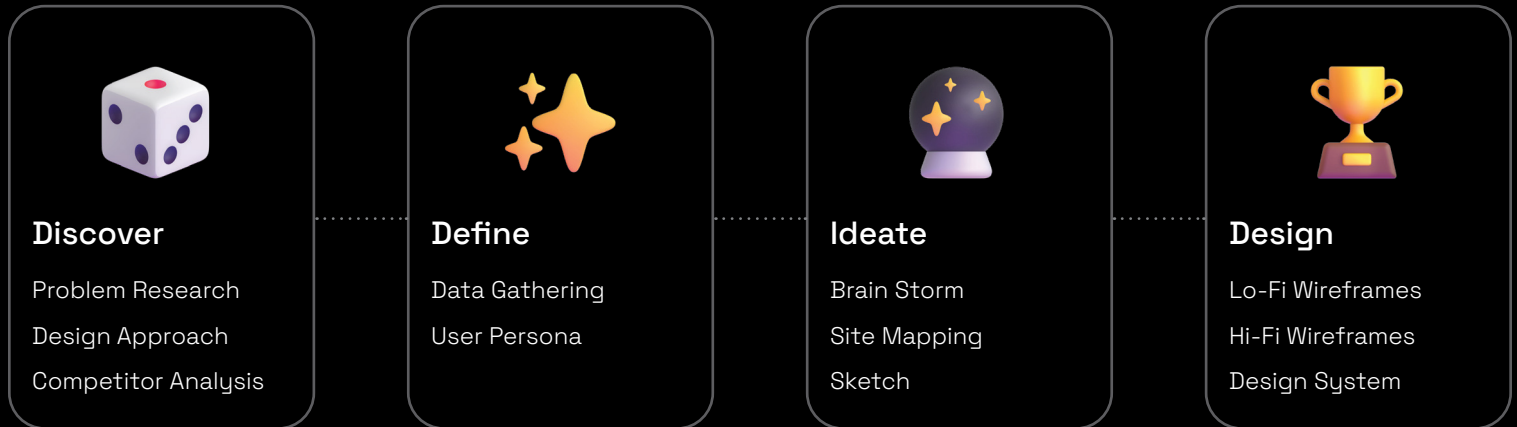 Discover
Problem Research
Design Approach
Competitor Analysis
Define
Data Gathering
User Persona
Ideate
Brain Storm
Site Mapping
Sketch
Design
Lo-Fi Wireframes
Hi-Fi Wireframes
Design System